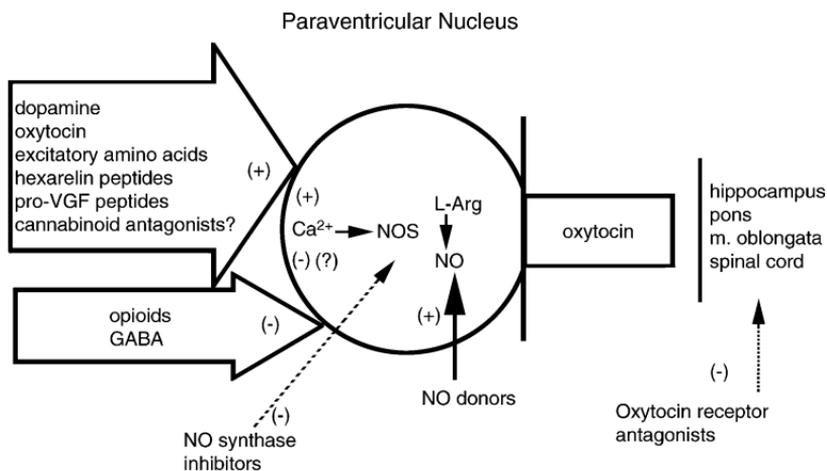 Paraventricular Nucleus
dopamine
oxytocin
excitatory amino acids
hexarelin peptides
pro-VGF peptides
cannabinoid antagonists?
(+)
(+)
Ca²⁺
NOS
(-) (?)
L-Arg
NO
(+)
oxytocin
hippocampus
pons
m. oblongata
spinal cord
opioids
GABA
(-)
(-)
NO synthase
inhibitors
NO donors
(-)
Oxytocin receptor
antagonists